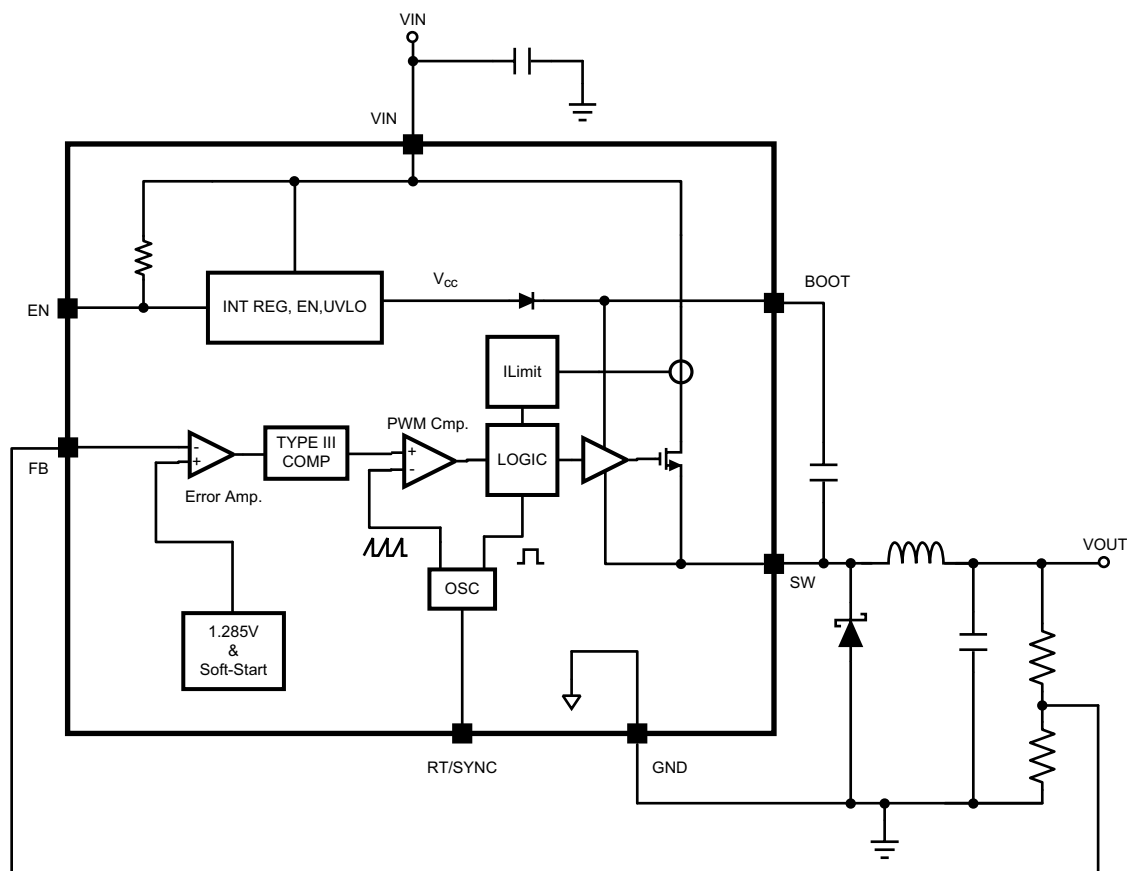 VIN
VIN
BOOT
V_CC
EN
INT REG, EN,UVLO
ILimit
PWM Cmp.
FB
-
+
TYPE III
COMP
+
-
LOGIC
Error Amp.
VOUT
SW
OSC
1.285V
&
Soft-Start
RT/SYNC
GND